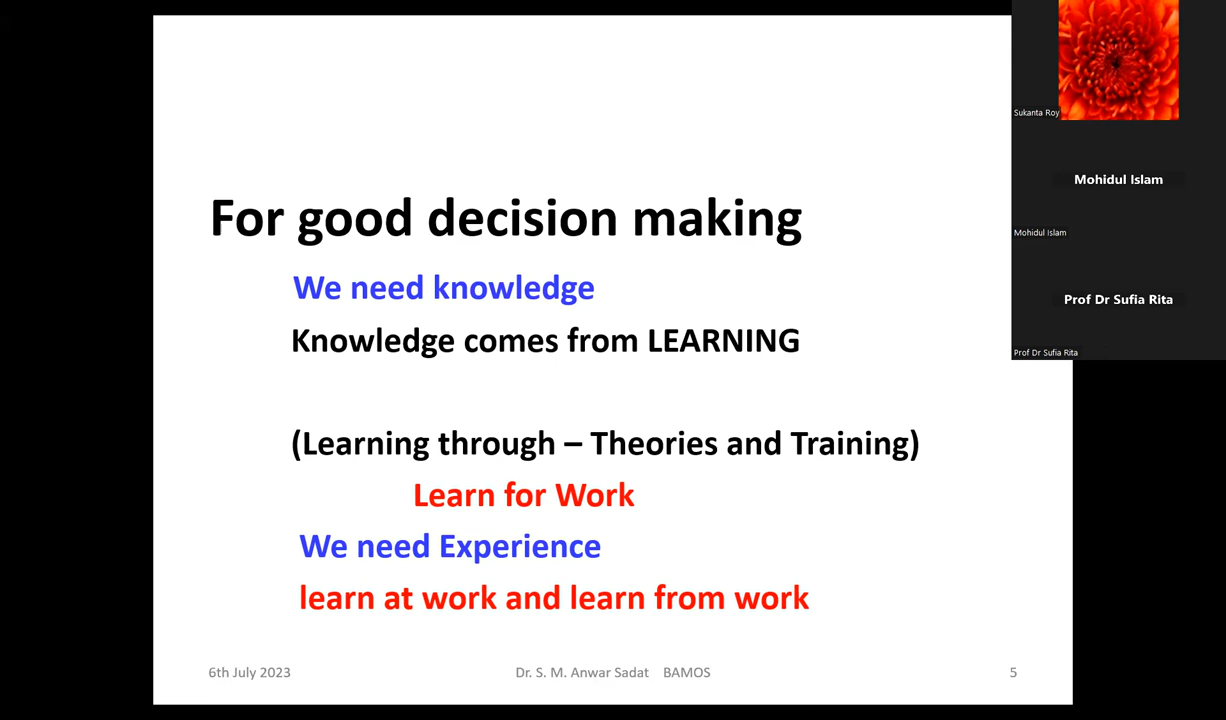 For good decision making
We need knowledge
Knowledge comes from LEARNING
(Learning through – Theories and Training)
Learn for Work
We need Experience
learn at work and learn from work
6th July 2023
Dr. S. M. Anwar Sadat BAMOS
5
Sukanta Roy
Mohidul Islam
Mohidul Islam
Prof Dr Sufia Rita
Prof Dr Sufia Rita